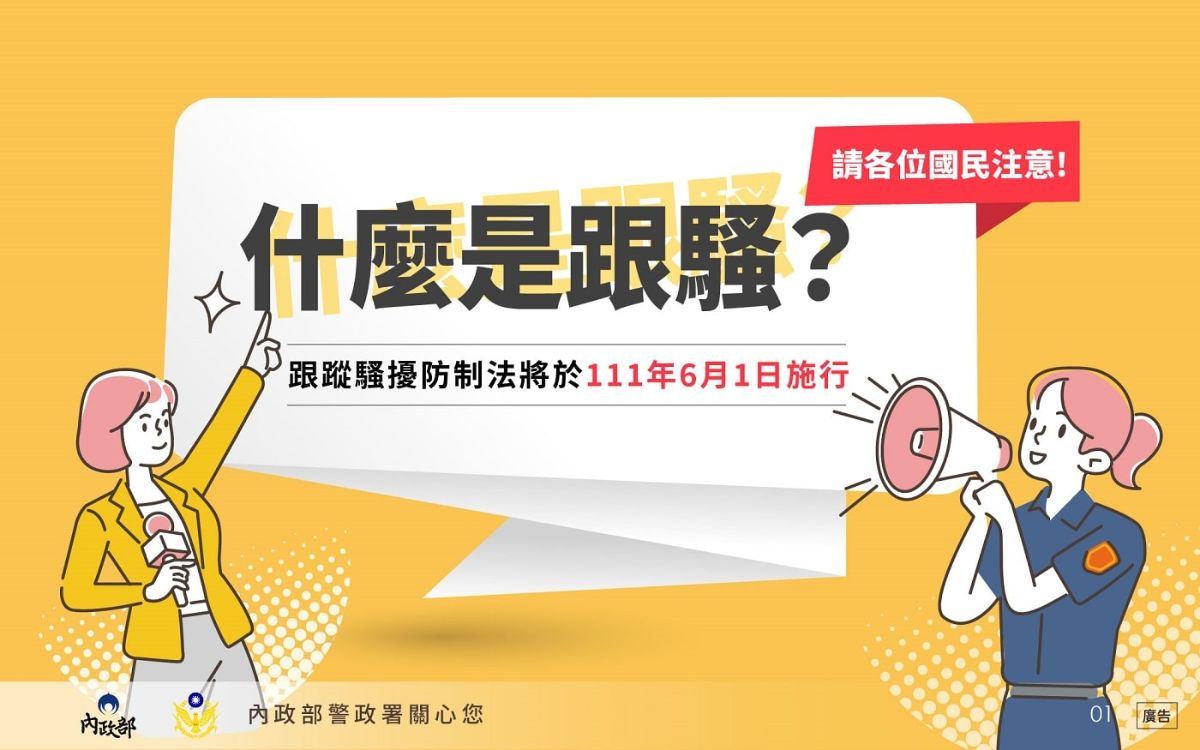 請各位國民注意!
什麼是跟騷?
跟蹤騷擾防制法將於111年6月1日施行
內政部
內政部警政署關心您
01
廣告